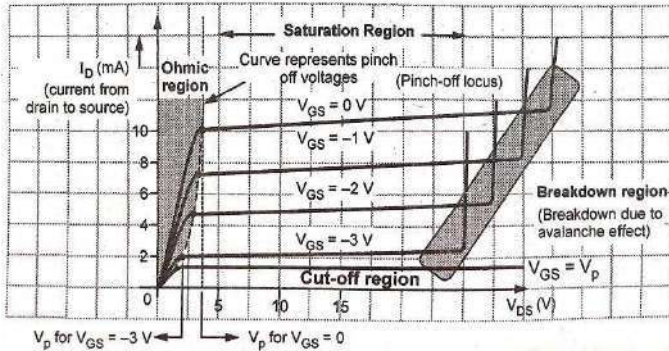 Saturation Region
I_D (mA)
(current from
drain to source)
Ohmic
region
Curve represents pinch
off voltages
(Pinch-off locus)
V_GS = 0 V
V_GS = –1 V
V_GS = –2 V
V_GS = –3 V
10
8
6
4
2
0
5
10
15
Breakdown region
(Breakdown due to
avalanche effect)
V_GS = V_p
Cut-off region
V_DS (V)
V_p for V_GS = –3 V
V_p for V_GS = 0